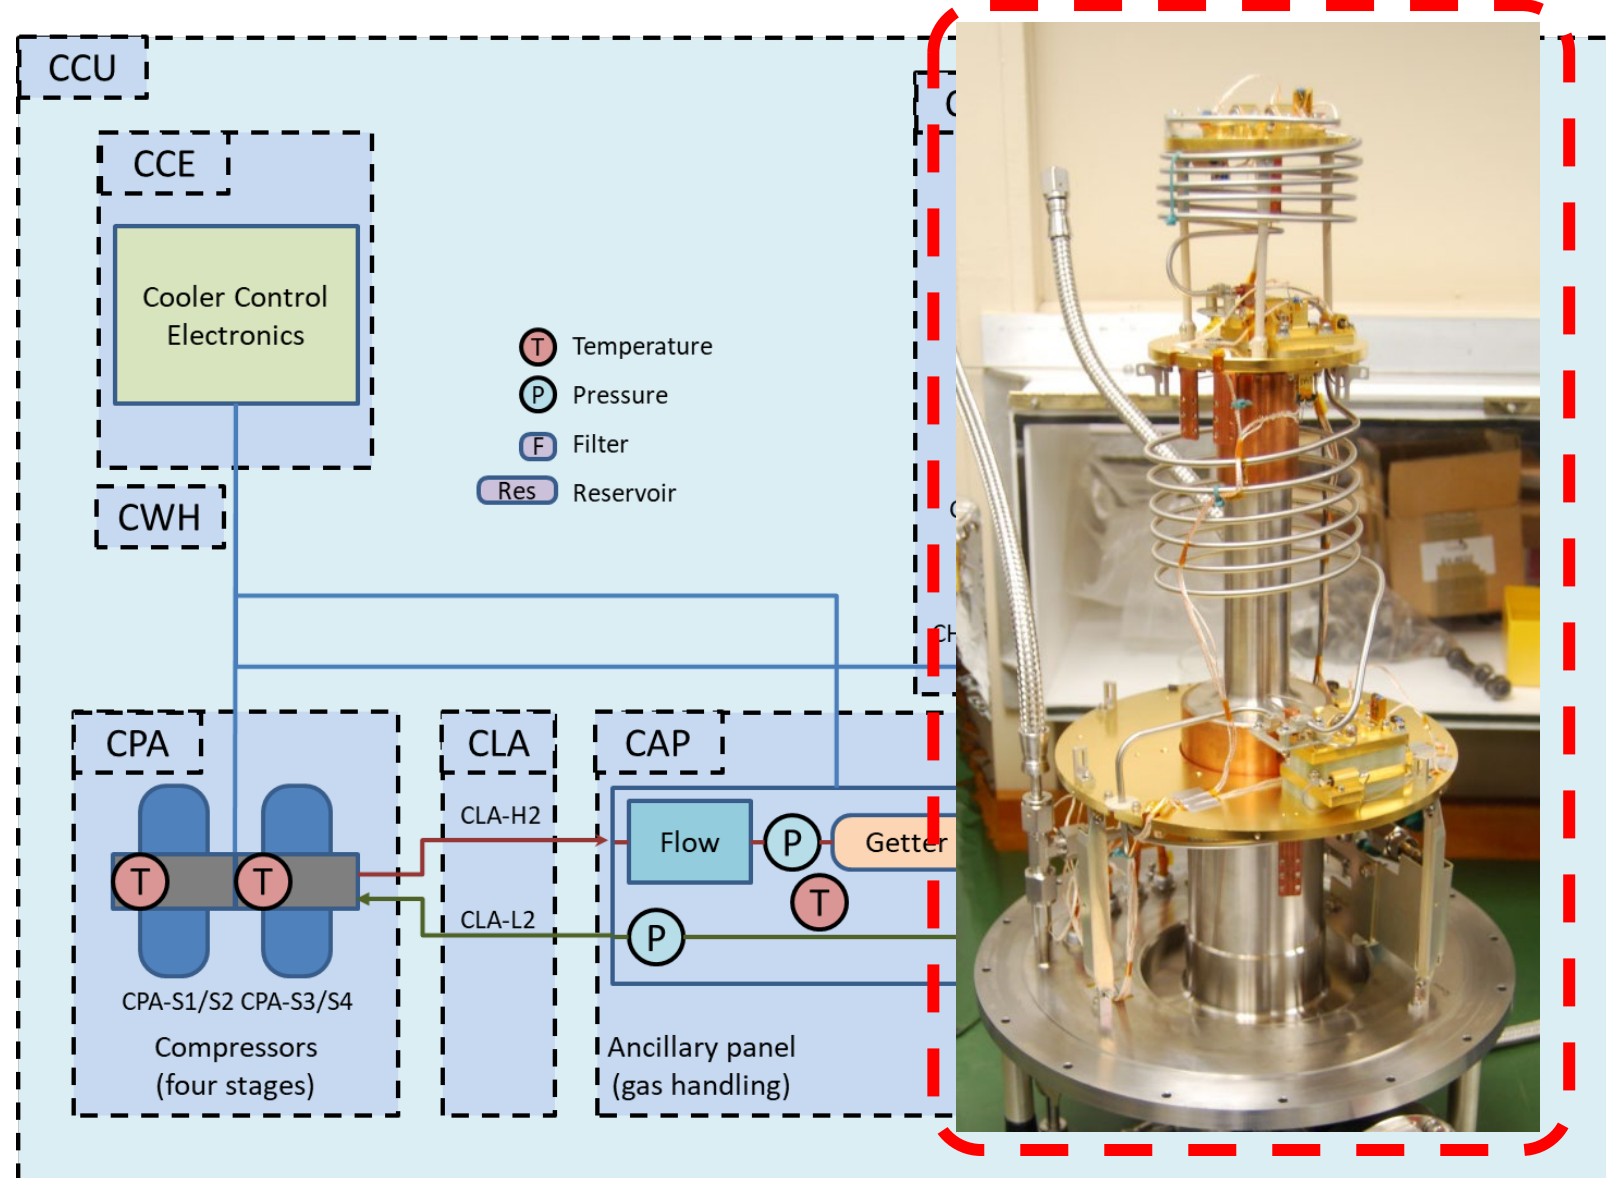 CCU
CCE
Cooler Control
Electronics
T Temperature
P Pressure
F Filter
Res Reservoir
CWH
CPA
CLA
CAP
CLA-H2
Flow
P
Getter
T
T
T
CLA-L2
P
CPA-S1/S2 CPA-S3/S4
Compressors
(four stages)
Ancillary panel
(gas handling)